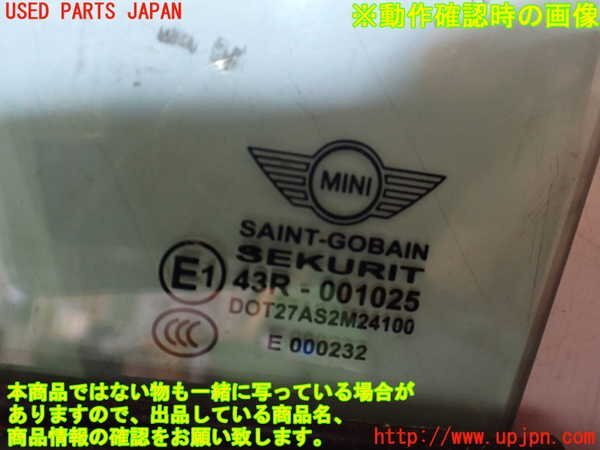 USED PARTS JAPAN
※動作確認時の画像
MINI
SAINT-GOBAIN
SEKURIT
E1
43R - 001025
DOT27AS2M24100
CCC
E 000232
本商品ではない物も一緒に写っている場合が
ありますので、出品している商品名、
商品情報の確認をお願い致します。
http://www.upjpn.com/